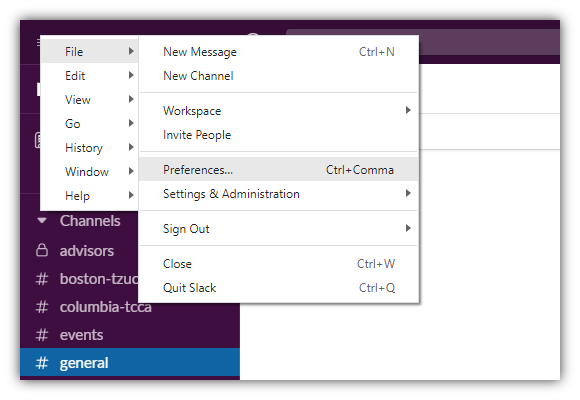 File
Edit
View
Go
History
Window
Help
New Message Ctrl+N
New Channel
Workspace
Invite People
Preferences... Ctrl+Comma
Settings & Administration
Sign Out
Close Ctrl+W
Quit Slack Ctrl+Q
Channels
advisors
# boston-tzuc
# columbia-tcca
# events
# general